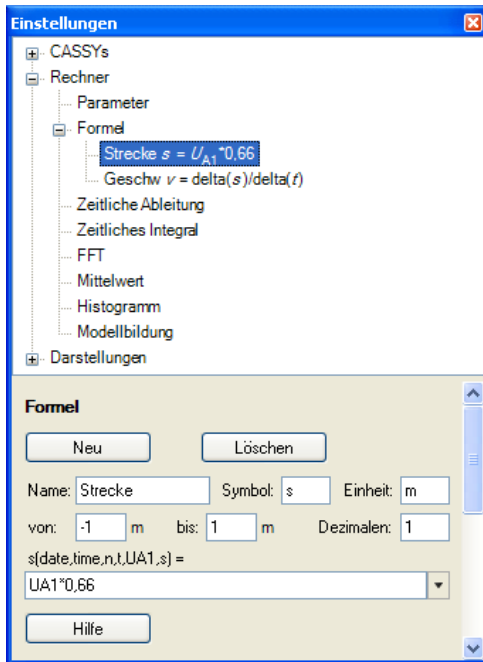 Einstellungen
CASSYs
Rechner
Parameter
Formel
Strecke s = UA1*0,66
Geschw v = delta(s)/delta(t)
Zeitliche Ableitung
Zeitliches Integral
FFT
Mittelwert
Histogramm
Modellbildung
Darstellungen
Formel
Neu Löschen
Name: Strecke Symbol: s Einheit: m
von: -1 m bis: 1 m Dezimalen: 1
s(date,time,n,t,UA1,s) =
UA1*0,66
Hilfe